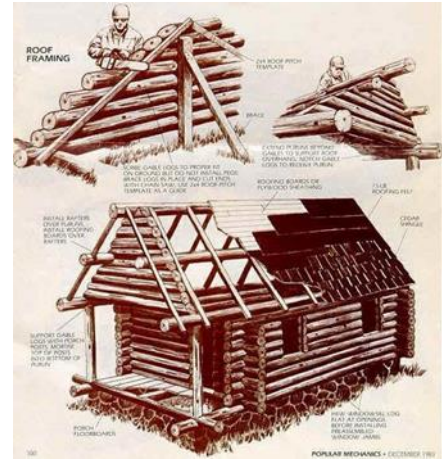 ROOF
FRAMING
2x4 ROOF-PITCH
TEMPLATE
BRACE
SCRIBE GABLE LOGS TO PROPER FIT
ON GROUND BUT DO NOT INSTALL PEGS.
BRACE LOGS IN PLACE AND CUT ENDS
WITH CHAIN SAW. USE 2x4 ROOF-PITCH
TEMPLATE AS A GUIDE
EXTEND PURLIN BEYOND
GABLES TO SUPPORT ROOF
OVERHANG. NOTCH GABLE
LOGS TO RECEIVE PURLIN
ROOFING BOARDS OR
PLYWOOD SHEATHING
15-LB.
ROOFING FELT
CEDAR
SHINGLE
INSTALL RAFTERS
OVER PURLINS.
INSTALL ROOFING
BOARDS OVER
RAFTERS
SUPPORT GABLE
LOGS WITH PORCH
POSTS. MORTISE
TOP OF POSTS
INTO BOTTOM OF
PURLIN
PORCH
FLOORBOARDS
HEW WINDOWSILL LOG
FLAT AT OPENINGS
BEFORE INSTALLING
PREASSEMBLED
WINDOW JAMBS
100
POPULAR MECHANICS • DECEMBER 1983